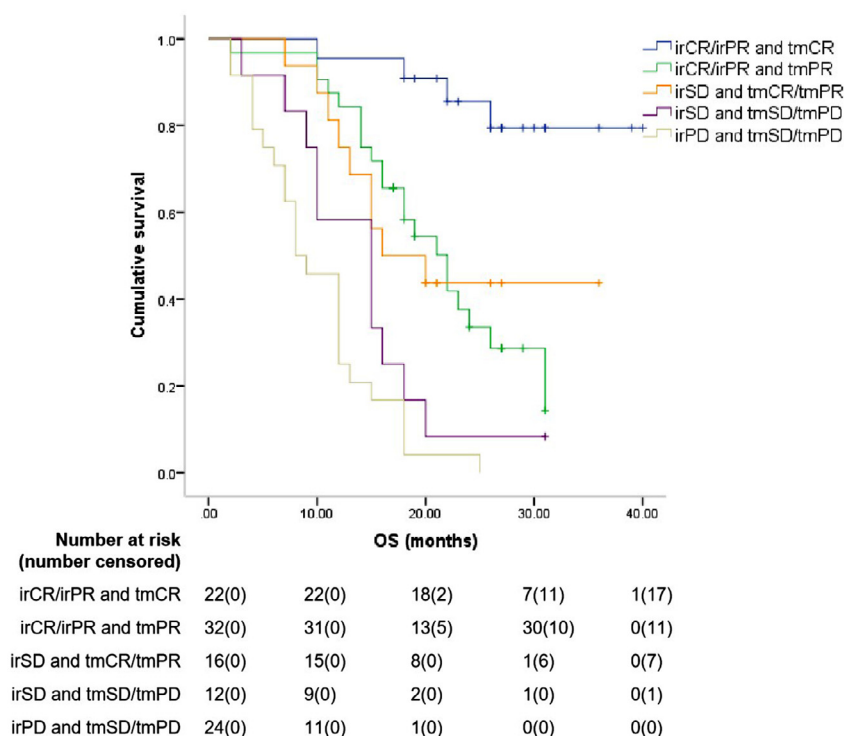 1.0
0.8
0.6
0.4
0.2
0.0
Cumulative survival
irCR/irPR and tmCR
irCR/irPR and tmPR
irSD and tmCR/tmPR
irSD and tmSD/tmPD
irPD and tmSD/tmPD
.00 10.00 20.00 30.00 40.00
OS (months)
Number at risk
(number censored)
irCR/irPR and tmCR 22(0) 22(0) 18(2) 7(11) 1(17)
irCR/irPR and tmPR 32(0) 31(0) 13(5) 30(10) 0(11)
irSD and tmCR/tmPR 16(0) 15(0) 8(0) 1(6) 0(7)
irSD and tmSD/tmPD 12(0) 9(0) 2(0) 1(0) 0(1)
irPD and tmSD/tmPD 24(0) 11(0) 1(0) 0(0) 0(0)